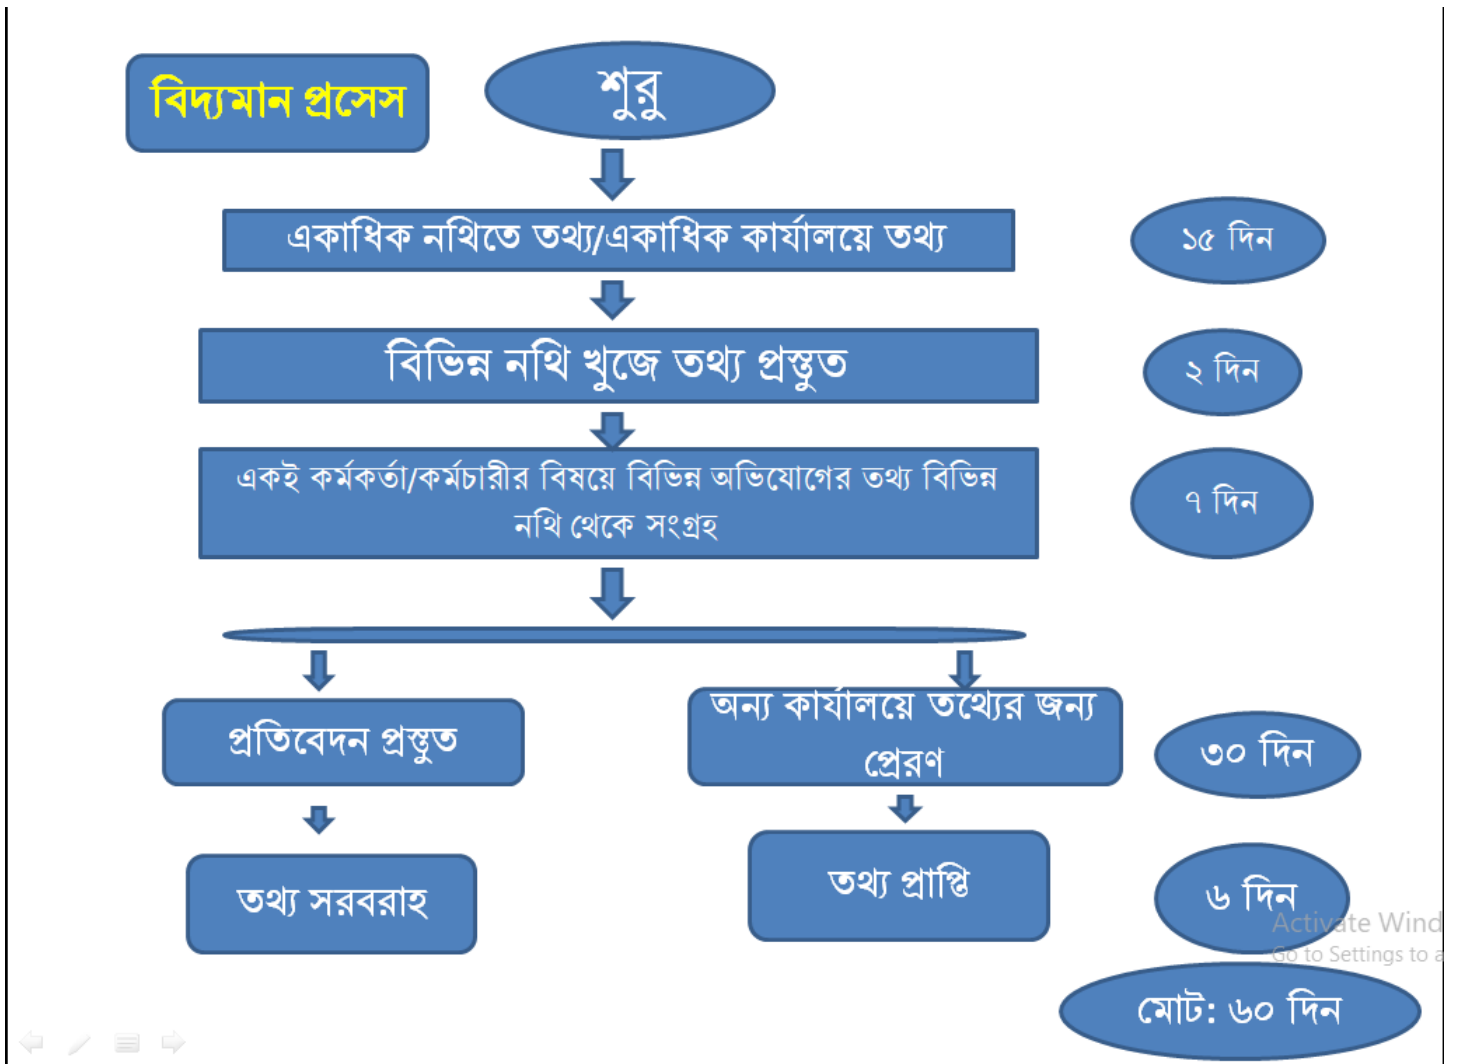 বিদ্যমান প্রসেস
শুরু
একাধিক নথিতে তথ্য/একাধিক কার্যালয়ে তথ্য
১৫ দিন
বিভিন্ন নথি খুজে তথ্য প্রস্তুত
২ দিন
একই কর্মকর্তা/কর্মচারীর বিষয়ে বিভিন্ন অভিযোগের তথ্য বিভিন্ন
নথি থেকে সংগ্রহ
৭ দিন
প্রতিবেদন প্রস্তুত
অন্য কার্যালয়ে তথ্যের জন্য
প্রেরণ
৩০ দিন
তথ্য সরবরাহ
তথ্য প্রাপ্তি
৬ দিন
Activate Wind
Go to Settings to a
মোট: ৬০ দিন